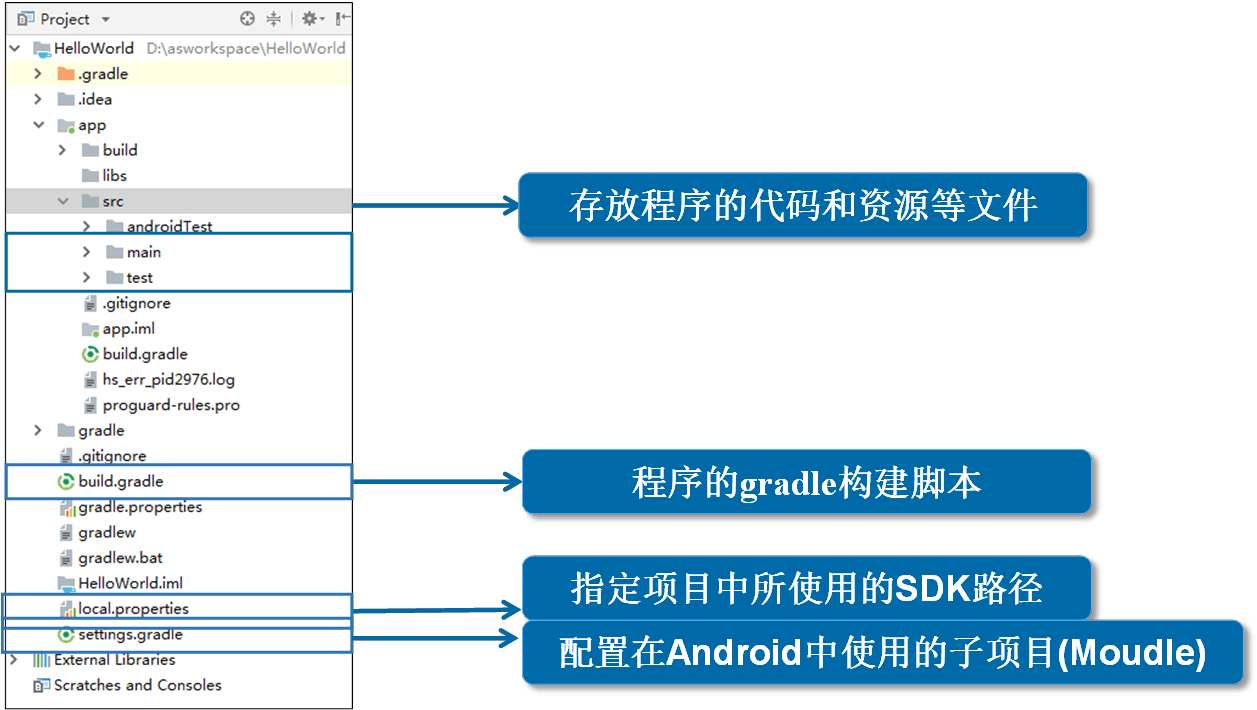 Project
HelloWorld D:\asworkspace\HelloWorld
.gradle
.idea
app
build
libs
src
存放程序的代码和资源等文件
androidTest
main
test
.gitignore
app.iml
build.gradle
hs_err_pid2976.log
proguard-rules.pro
gradle
.gitignore
build.gradle
程序的gradle构建脚本
gradle.properties
gradlew
gradlew.bat
HelloWorld.iml
local.properties
指定项目中所使用的SDK路径
settings.gradle
配置在Android中使用的子项目(Moudle)
External Libraries
Scratches and Consoles